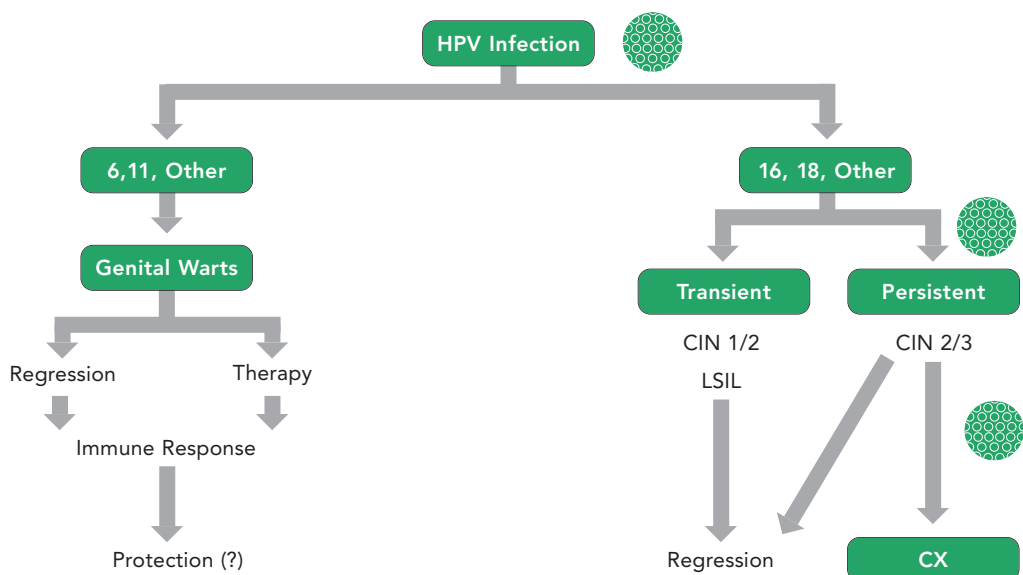 HPV Infection
6,11, Other
16, 18, Other
Genital Warts
Transient
Persistent
CIN 1/2
CIN 2/3
Regression
Therapy
LSIL
Immune Response
Protection (?)
Regression
CX